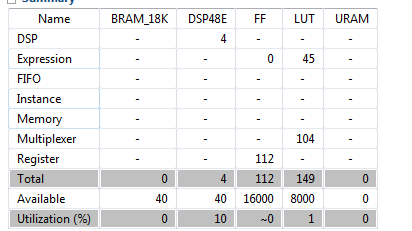 Summary
Name BRAM_18K DSP48E FF LUT URAM
DSP - 4 - - -
Expression - - 0 45 -
FIFO - - - - -
Instance - - - - -
Memory - - - - -
Multiplexer - - - 104 -
Register - - 112 - -
Total 0 4 112 149 0
Available 40 40 16000 8000 0
Utilization (%) 0 10 ~0 1 0